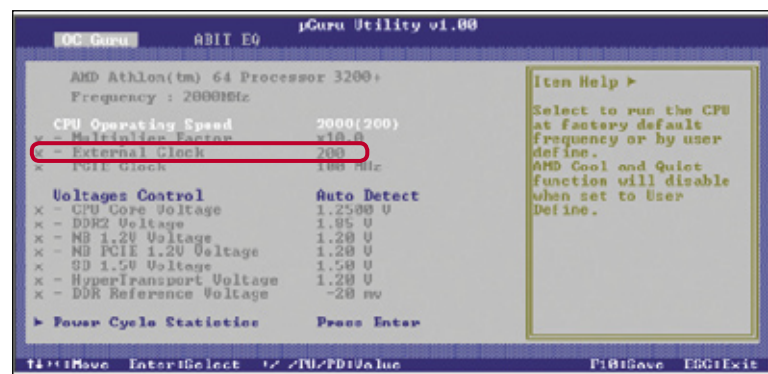 µGuru Utility v1.00
OC Guru ABIT EQ
AMD Athlon(tm) 64 Processor 3200+
Frequency : 2000MHz
CPU Operating Speed 2000(200)
x - Multiplier Factor x10.0
x - External Clock 200
x PCIE Clock 100 MHz
Voltages Control Auto Detect
x - CPU Core Voltage 1.2500 V
x - DDR2 Voltage 1.85 V
x - NB 1.2V Voltage 1.20 V
x - NB PCIE 1.2V Voltage 1.20 V
x SB 1.5V Voltage 1.50 V
x - HyperTransport Voltage 1.20 V
x - DDR Reference Voltage -20 mv
► Power Cycle Statistics Press Enter
Item Help ►
Select to run the CPU
at factory default
frequency or by user
define.
AMD Cool and Quiet
function will disable
when set to User
Define.
↑↓→←:Move Enter:Select +/-/PU/PD:Value F10:Save ESC:Exit